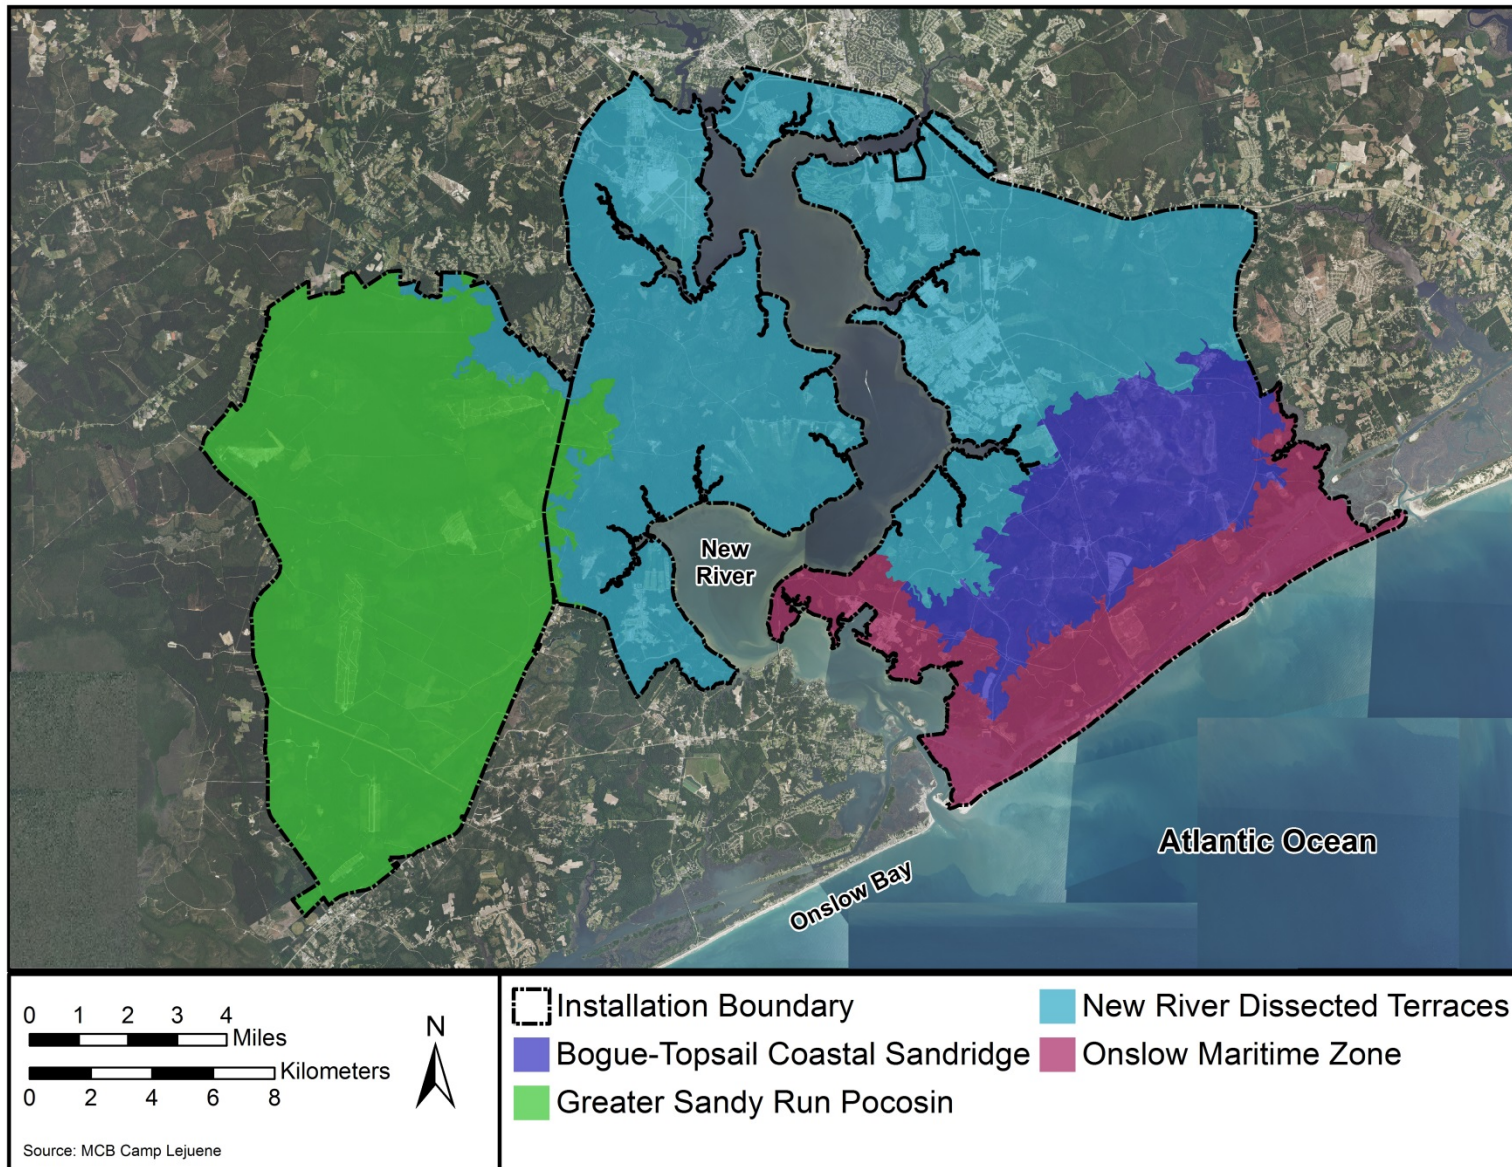 New
River
Atlantic Ocean
Onslow Bay
0 1 2 3 4
Miles
Kilometers
0 2 4 6 8
N
Source: MCB Camp Lejuene
Installation Boundary
Bogue-Topsail Coastal Sandridge
Greater Sandy Run Pocosin
New River Dissected Terraces
Onslow Maritime Zone